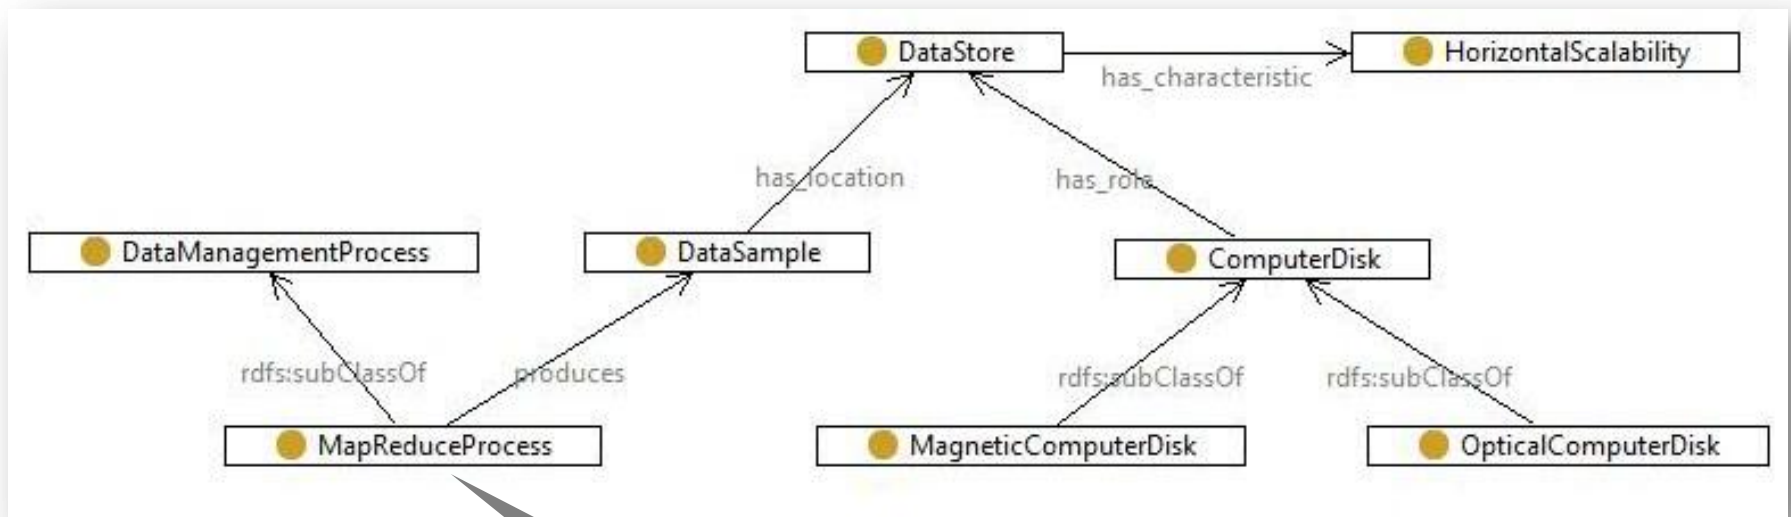 DataStore
HorizontalScalability
has_characteristic
has_location
has_role
DataManagementProcess
DataSample
ComputerDisk
rdfs:subClassOf
produces
rdfs:subClassOf
rdfs:subClassOf
MapReduceProcess
MagneticComputerDisk
OpticalComputerDisk